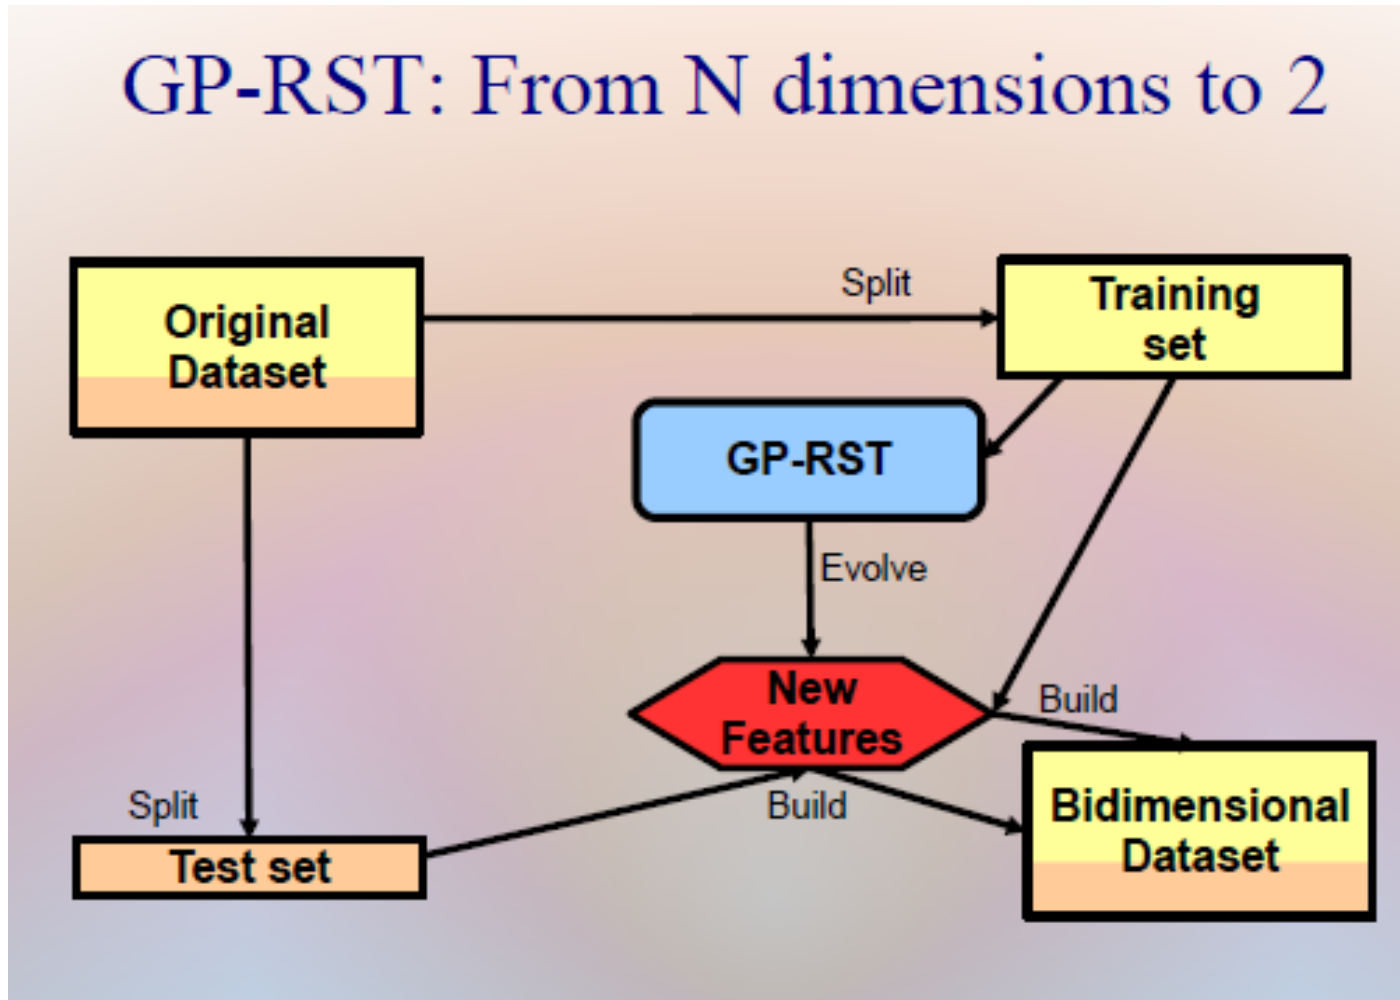 GP-RST: From N dimensions to 2
Split
Original
Dataset
Training
set
GP-RST
Evolve
New
Features
Build
Split
Build
Bidimensional
Dataset
Test set